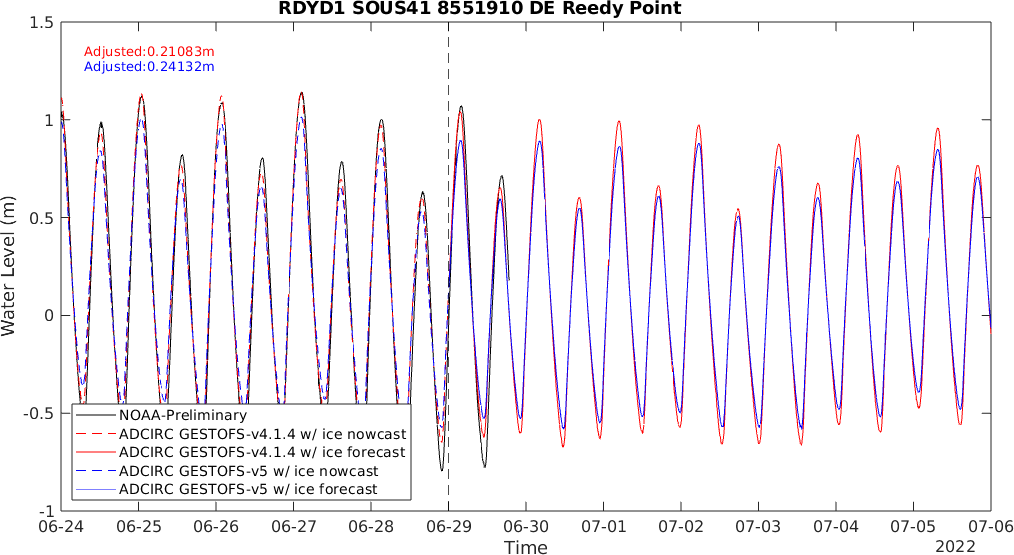 RDYD1 SOUS41 8551910 DE Reedy Point
1.5
Adjusted:0.21083m
Adjusted:0.24132m
1
0.5
0
-0.5
-1
Water Level (m)
NOAA-Preliminary
ADCIRC GESTOFS-v4.1.4 w/ ice nowcast
ADCIRC GESTOFS-v4.1.4 w/ ice forecast
ADCIRC GESTOFS-v5 w/ ice nowcast
ADCIRC GESTOFS-v5 w/ ice forecast
06-24 06-25 06-26 06-27 06-28 06-29 06-30 07-01 07-02 07-03 07-04 07-05 07-06
Time
2022